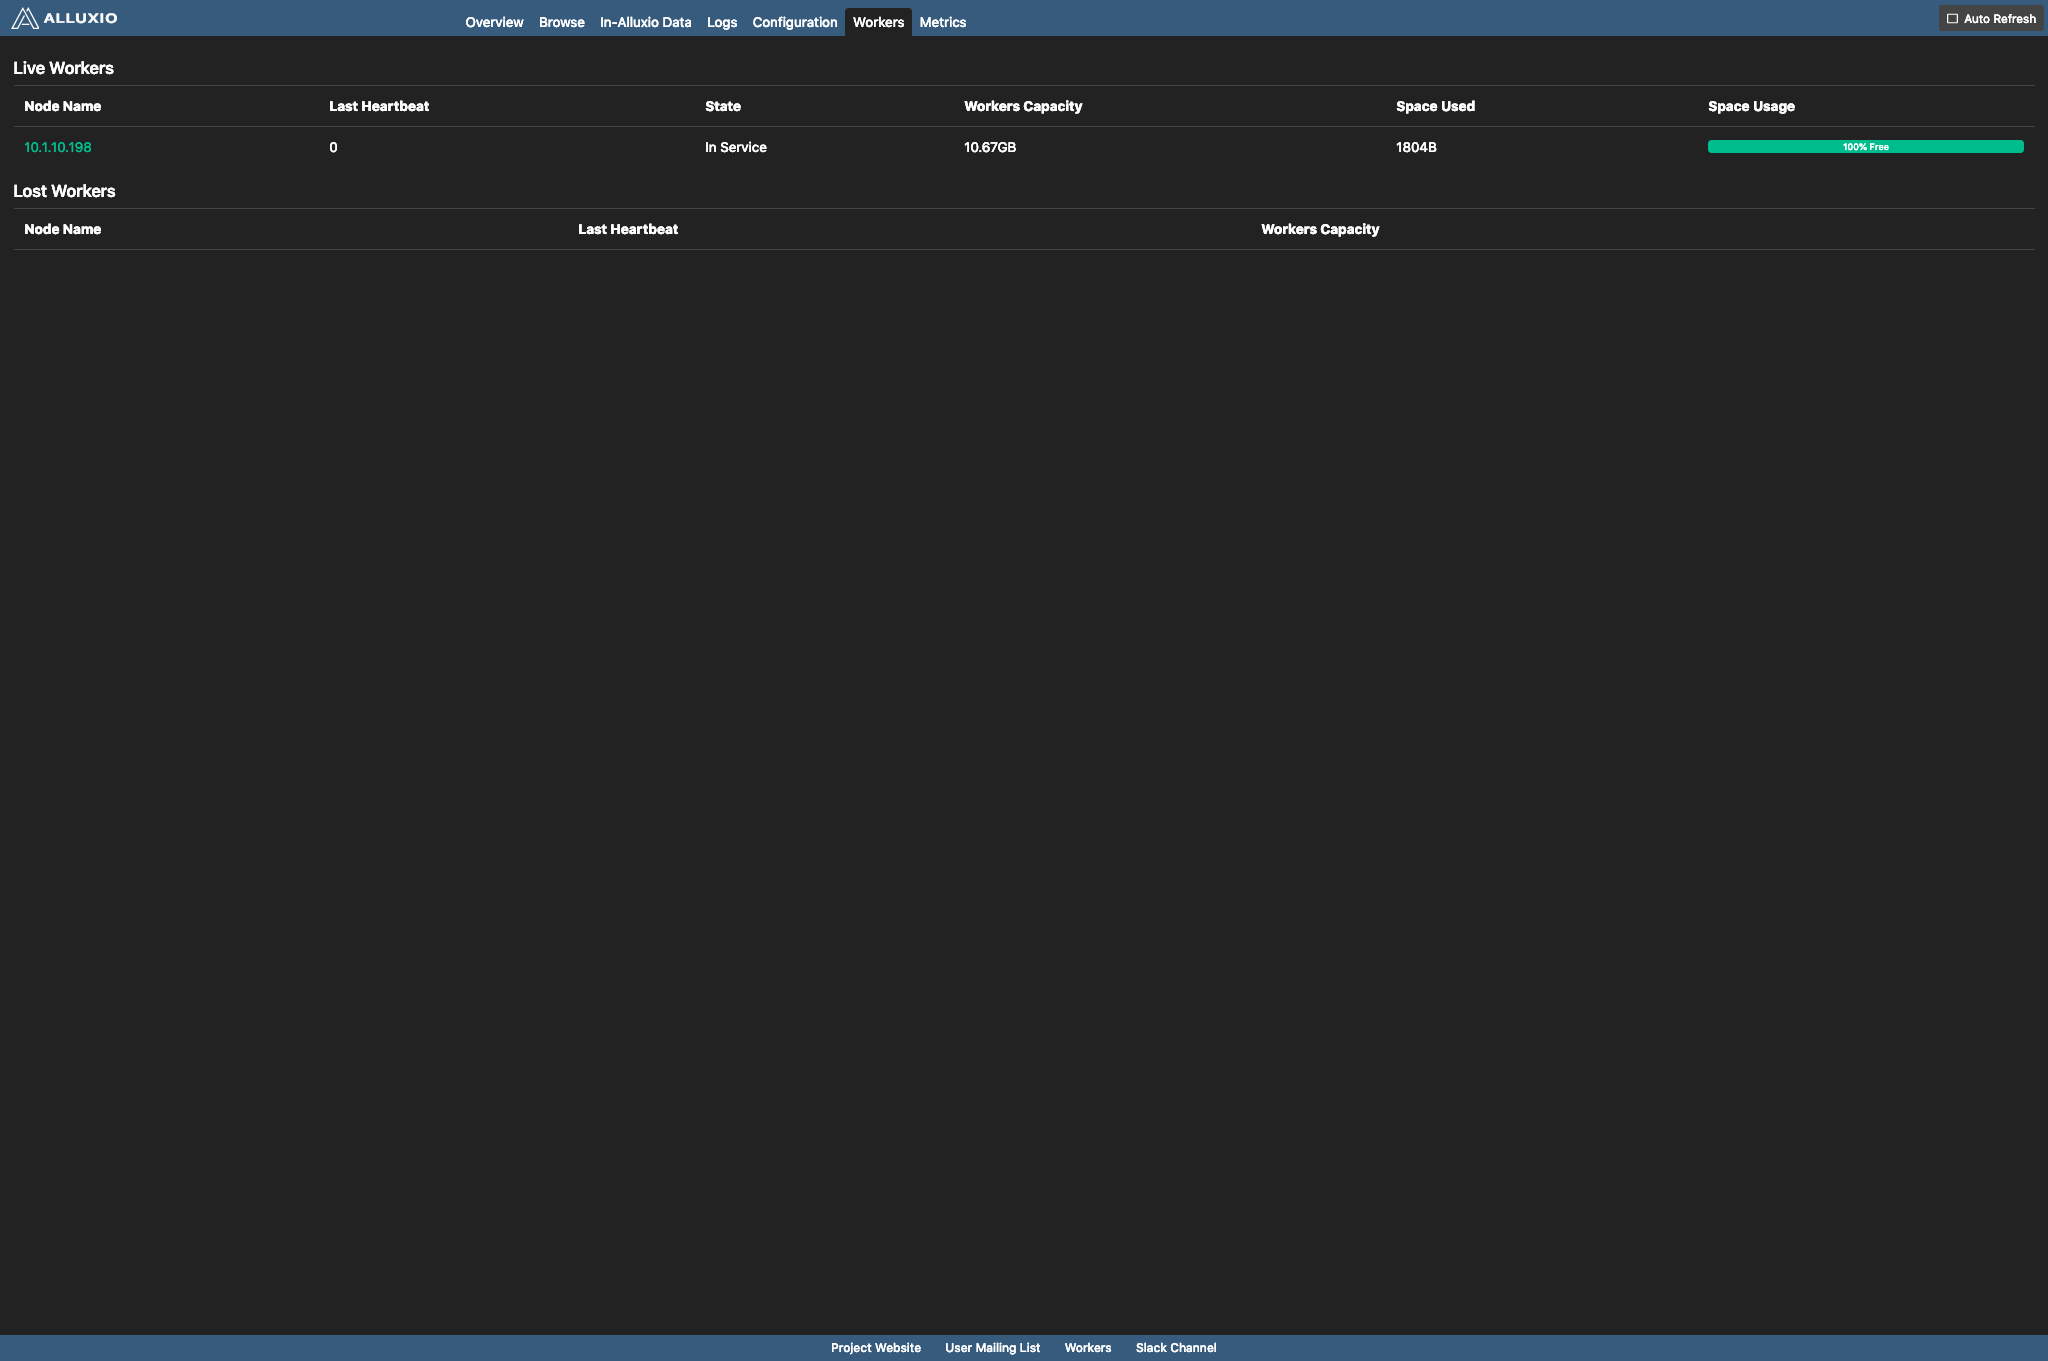 ALLUXIO Overview Browse In-Alluxio Data Logs Configuration Workers Metrics Auto Refresh
Live Workers
Node Name Last Heartbeat State Workers Capacity Space Used Space Usage
10.1.10.198 0 In Service 10.67GB 1804B 100% Free
Lost Workers
Node Name Last Heartbeat Workers Capacity
Project Website User Mailing List Workers Slack Channel